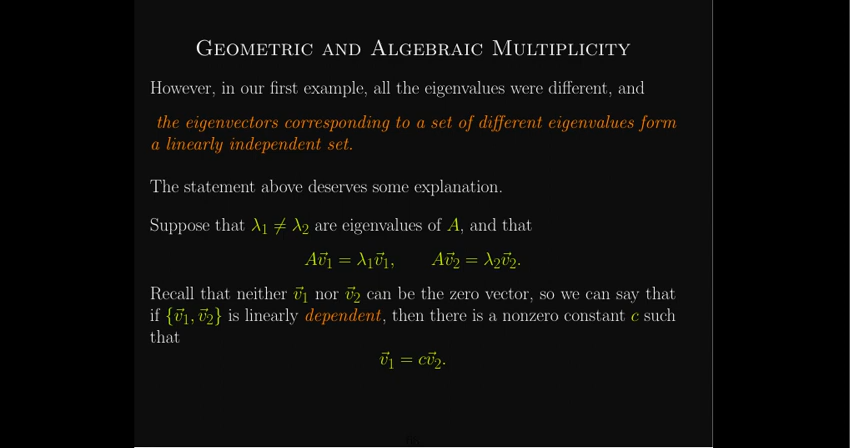 Geometric and Algebraic Multiplicity
However, in our first example, all the eigenvalues were different, and
the eigenvectors corresponding to a set of different eigenvalues form
a linearly independent set.
The statement above deserves some explanation.
Suppose that λ₁ ≠ λ₂ are eigenvalues of A, and that
Av⃗₁ = λ₁v⃗₁, Av⃗₂ = λ₂v⃗₂.
Recall that neither v⃗₁ nor v⃗₂ can be the zero vector, so we can say that
if {v⃗₁, v⃗₂} is linearly dependent, then there is a nonzero constant c such
that
v⃗₁ = cv⃗₂.